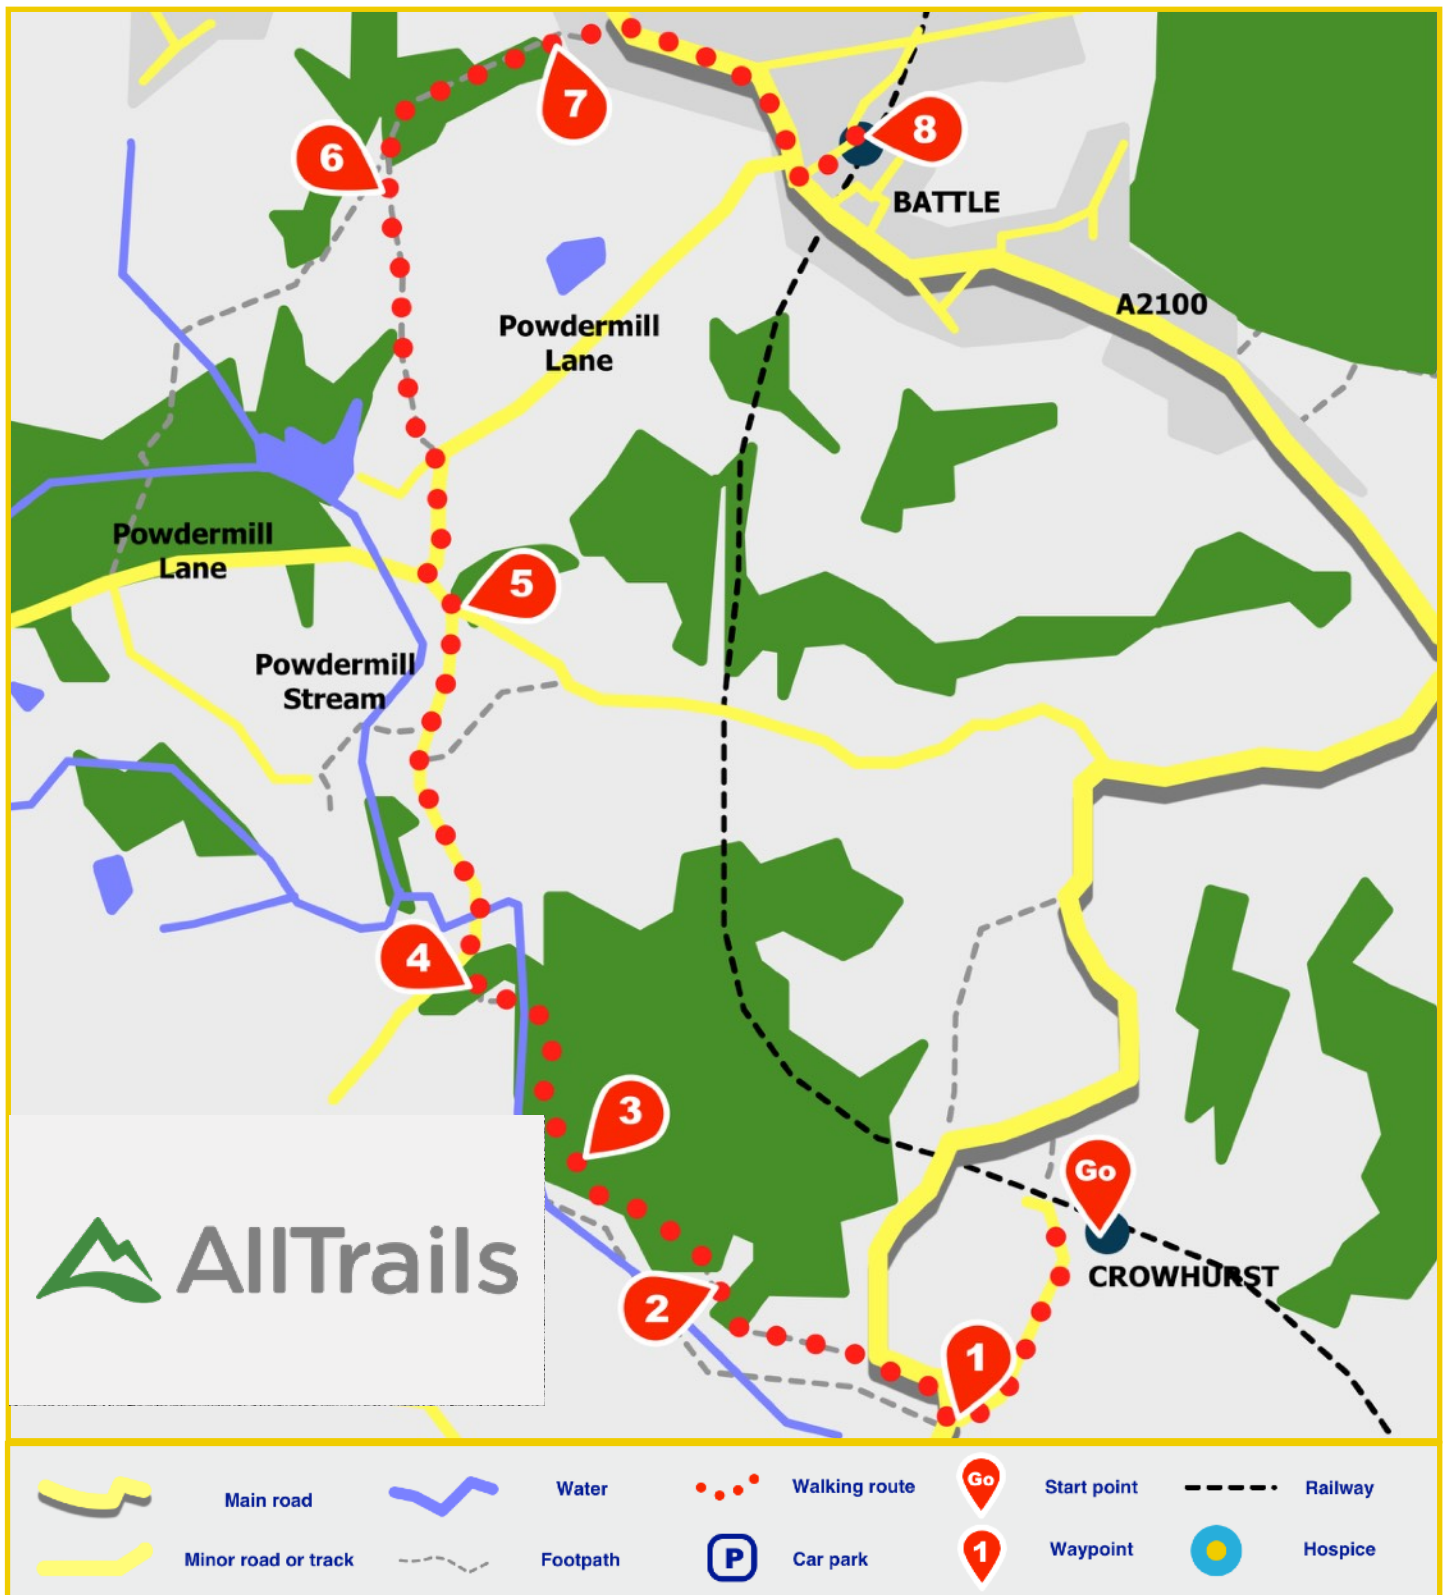 7
8
6
BATTLE
A2100
Powdermill
Lane
Powdermill
Lane
5
Powdermill
Stream
4
3
Go
CROWHURST
AllTrails
2
1
Main road
Water
Walking route
Go
Start point
Railway
Minor road or track
Footpath
P
Car park
1
Waypoint
Hospice